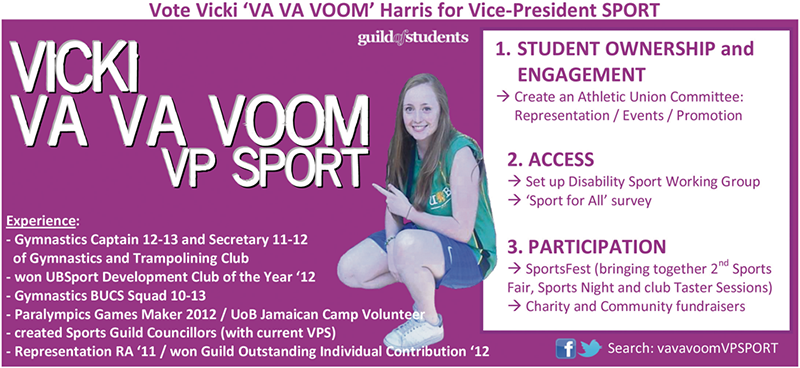 Vote Vicki ‘VA VA VOOM’ Harris for Vice-President SPORT
guildofstudents
VICKI
VA VA VOOM
VP SPORT
Experience:
- Gymnastics Captain 12-13 and Secretary 11-12
of Gymnastics and Trampolining Club
- won UBSport Development Club of the Year ‘12
- Gymnastics BUCS Squad 10-13
- Paralympics Games Maker 2012 / UoB Jamaican Camp Volunteer
- created Sports Guild Councillors (with current VPS)
- Representation RA ‘11 / won Guild Outstanding Individual Contribution ‘12
1. STUDENT OWNERSHIP and
ENGAGEMENT
→ Create an Athletic Union Committee:
Representation / Events / Promotion
2. ACCESS
→ Set up Disability Sport Working Group
→ ‘Sport for All’ survey
3. PARTICIPATION
→ SportsFest (bringing together 2nd Sports
Fair, Sports Night and club Taster Sessions)
→ Charity and Community fundraisers
f Search: vavavoomVPSPORT